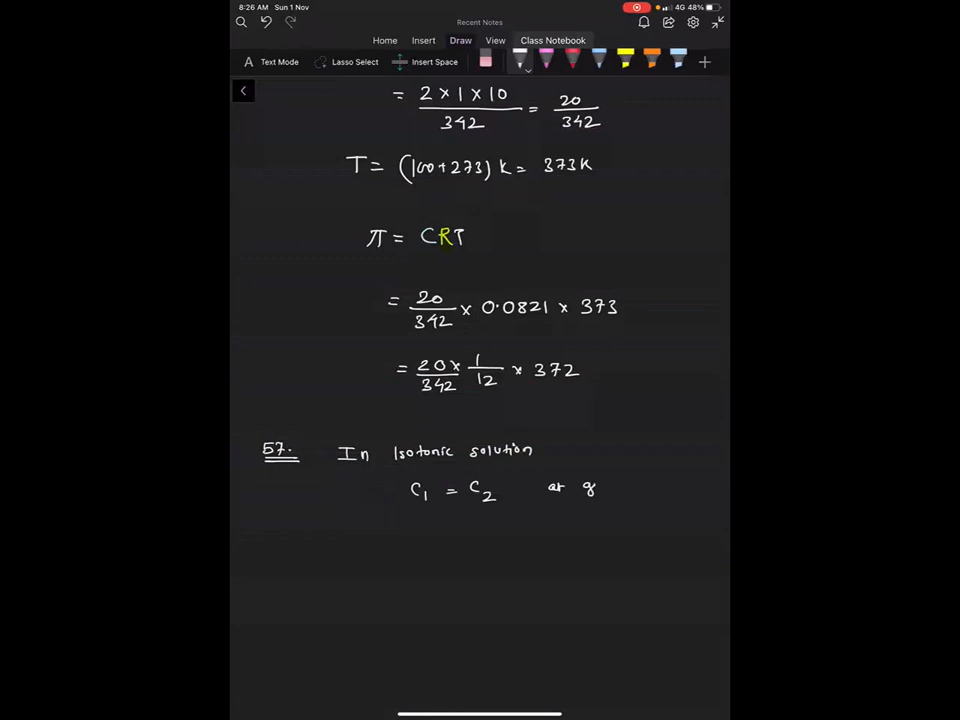 8:26 AM Sun 1 Nov 4G 48%
Recent Notes
Home Insert Draw View Class Notebook
A Text Mode Lasso Select Insert Space
= 2 × 1 × 10 / 342 = 20 / 342
T = (100+273) K = 373K
π = CRT
= 20 / 342 × 0.0821 × 373
= 20 × / 342 1 / 12 × 372
57. In Isotonic solution
C1 = C2 at g